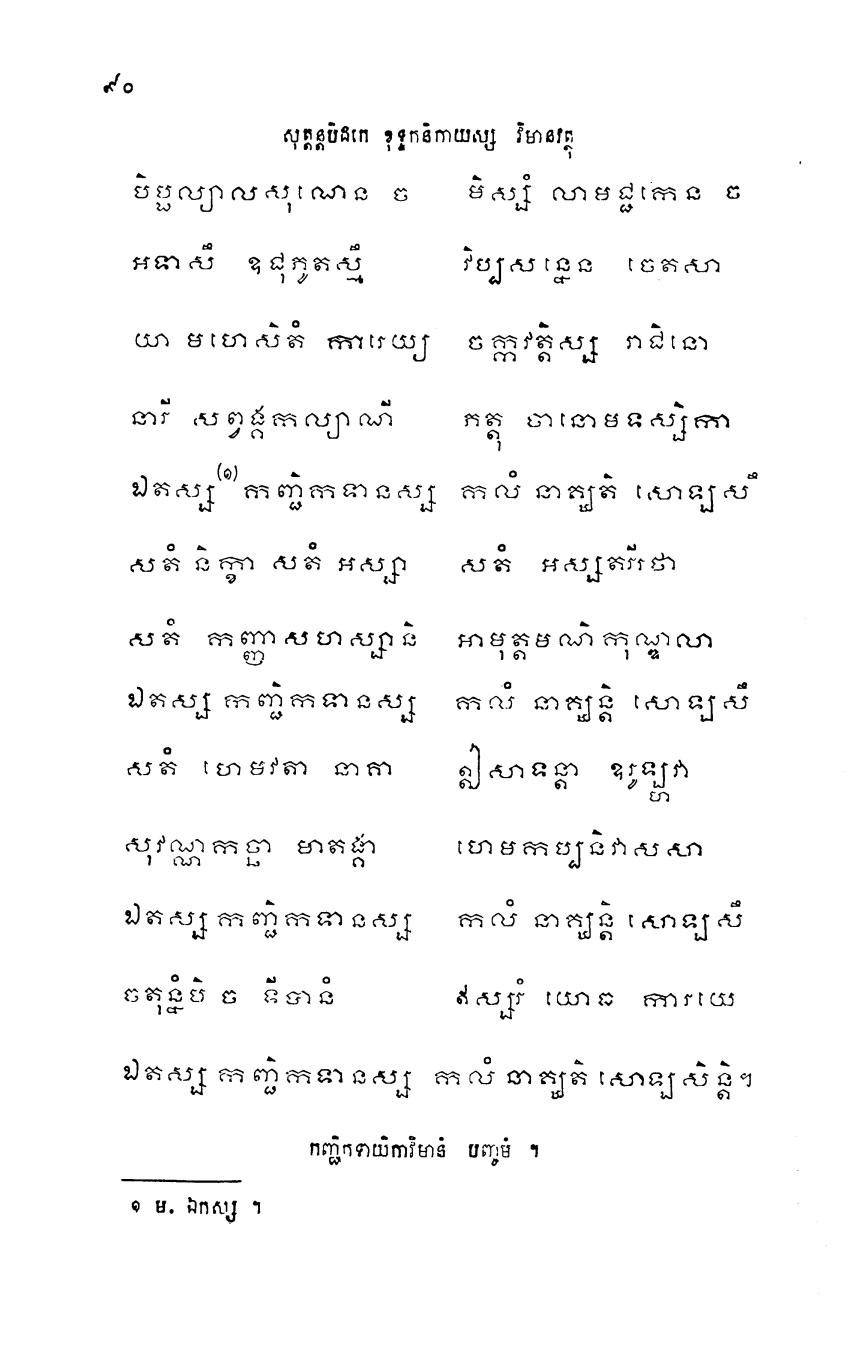 ៩០
សុត្តន្តបិដកេ ខុទ្ទកនិកាយស្ស វិមានវត្ថុ
បិប្ផល្យាលសុណេន ច មិស្សំ លាមជ្ជកេន ច
អទាសឹ ឧជុភូតស្មឹ វិប្បសន្នេន ចេតសា
យា មហេសិតំ ការេយ្យ ចក្កវត្តិស្ស រាជិនោ
នារី សព្វង្គកល្យាណី ភត្តុ ចានោមទស្សិកា
ឯតស្ស(១) កញ្ជិកទានស្ស កលំ នាគ្ឃតិ សោឡសឹ
សតំ និក្ខា សតំ អស្សា សតំ អស្សតរីរថា
សតំ កញ្ញាសហស្សានិ អាមុត្តមណិកុណ្ឌលា
ឯតស្ស កញ្ជិកទានស្ស កលំ នាគ្ឃន្តិ សោឡសឹ
សតំ ហេមវតា នាគា ឦសាទន្តា ឧរូឡ្ហវា
សុវណ្ណកច្ឆា មាតង្គា ហេមកប្បនិវាសសា
ឯតស្ស កញ្ជិកទានស្ស កលំ នាគ្ឃន្តិ សោឡសឹ
ចតុន្នំបិ ច ទីបានំ ឥស្សរំ យោធ ការយេ
ឯតស្ស កញ្ជិកទានស្ស កលំ នាគ្ឃតិ សោឡសិន្តិ។
កញ្ជិកទាយិកាវិមានំ បញ្ចមំ ។
១ ម. ឯកស្ស ។